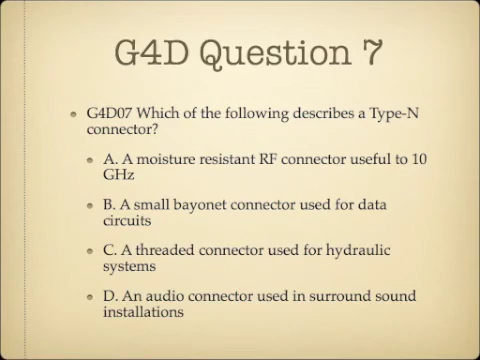 G4D Question 7
G4D07 Which of the following describes a Type-N
connector?
A. A moisture resistant RF connector useful to 10
GHz
B. A small bayonet connector used for data
circuits
C. A threaded connector used for hydraulic
systems
D. An audio connector used in surround sound
installations